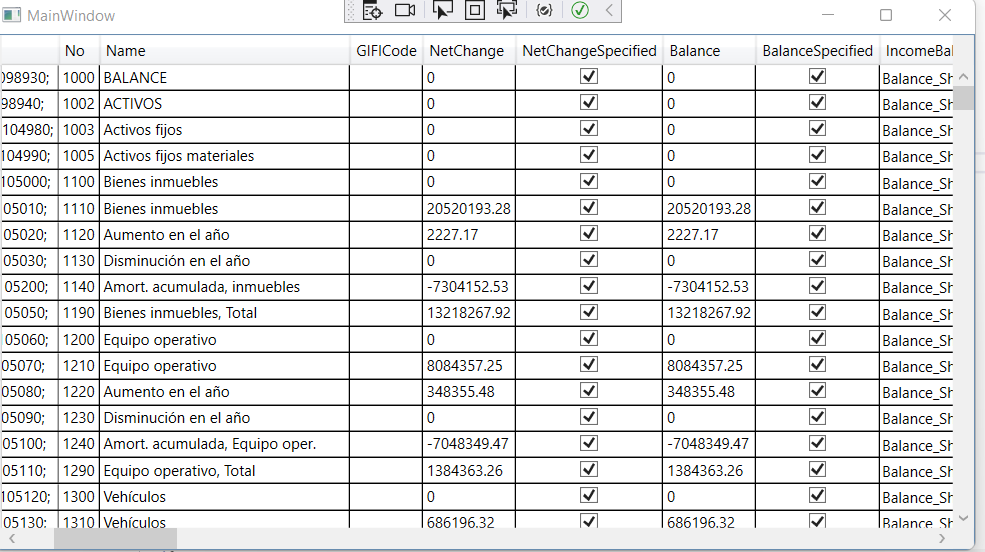 MainWindow
No Name GIFICode NetChange NetChangeSpecified Balance BalanceSpecified IncomeBal
098930; 1000 BALANCE 0 0 Balance_Sh
98940; 1002 ACTIVOS 0 0 Balance_Sh
104980; 1003 Activos fijos 0 0 Balance_Sh
104990; 1005 Activos fijos materiales 0 0 Balance_Sh
105000; 1100 Bienes inmuebles 0 0 Balance_Sh
05010; 1110 Bienes inmuebles 20520193.28 20520193.28 Balance_Sh
05020; 1120 Aumento en el año 2227.17 2227.17 Balance_Sh
05030; 1130 Disminución en el año 0 0 Balance_Sh
05200; 1140 Amort. acumulada, inmuebles -7304152.53 -7304152.53 Balance_Sh
05050; 1190 Bienes inmuebles, Total 13218267.92 13218267.92 Balance_Sh
05060; 1200 Equipo operativo 0 0 Balance_Sh
05070; 1210 Equipo operativo 8084357.25 8084357.25 Balance_Sh
05080; 1220 Aumento en el año 348355.48 348355.48 Balance_Sh
05090; 1230 Disminución en el año 0 0 Balance_Sh
05100; 1240 Amort. acumulada, Equipo oper. -7048349.47 -7048349.47 Balance_Sh
05110; 1290 Equipo operativo, Total 1384363.26 1384363.26 Balance_Sh
105120; 1300 Vehículos 0 0 Balance_Sh
05130; 1310 Vehículos 686196.32 686196.32 Balance_Sh